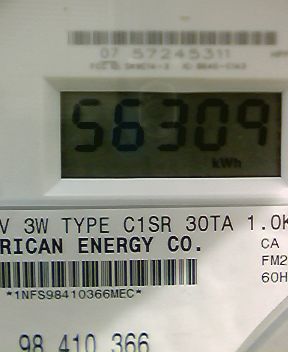 07 57245311
56309
kWh
V 3W TYPE C1SR 30TA 1.0K
RICAN ENERGY CO.
CA
FM2
60H
*1NFS98410366MEC*
98 410 366